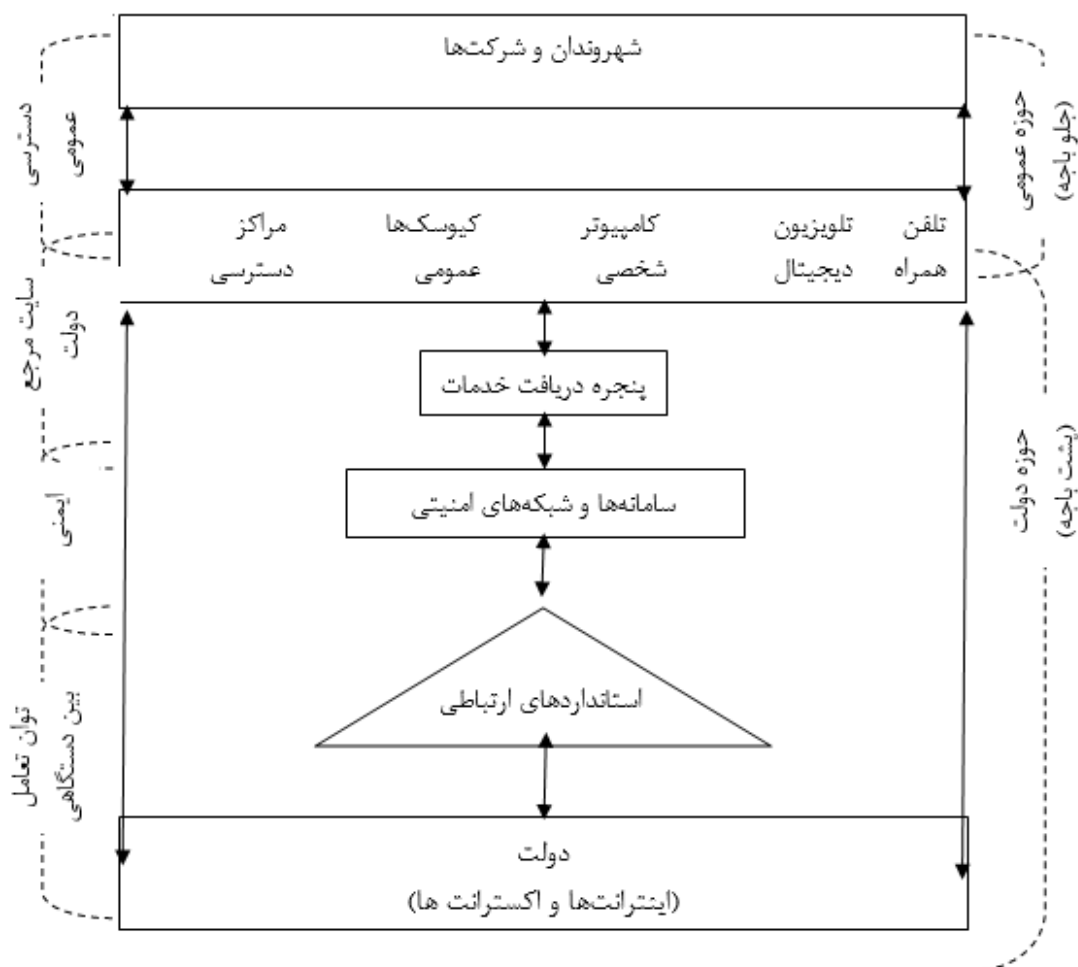 شهروندان و شرکت‌ها
حوزه عمومی
(جلو باجه)
دسترسی
عمومی
تلفن همراه
تلویزیون دیجیتال
کامپیوتر شخصی
کیوسک‌ها عمومی
مراکز دسترسی
سایت مرجع
دولت
پنجره دریافت خدمات
حوزه دولت
(پشت باجه)
سامانه‌ها و شبکه‌های امنیتی
ایمنی
استانداردهای ارتباطی
توان تعامل
بین دستگاهی
دولت
(اینترانت‌ها و اکسترانت ها)